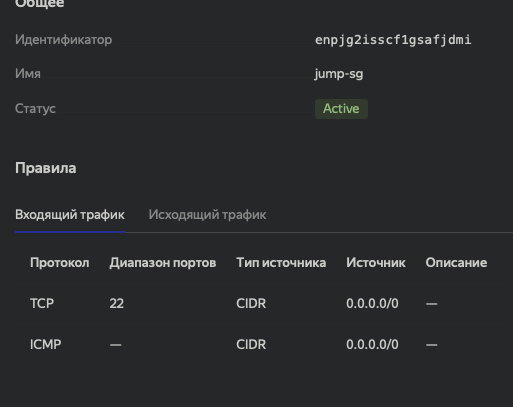 Общее
Идентификатор enpjg2isscf1gsafjdmi
Имя jump-sg
Статус Active
Правила
Входящий трафик Исходящий трафик
Протокол Диапазон портов Тип источника Источник Описание
TCP 22 CIDR 0.0.0.0/0 —
ICMP — CIDR 0.0.0.0/0 —